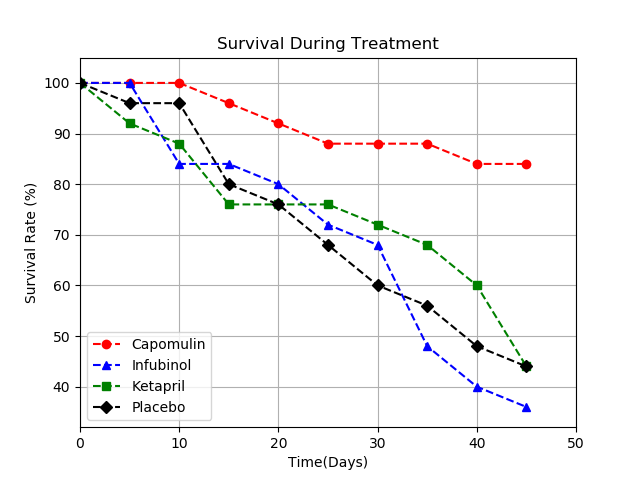 Survival During Treatment
Survival Rate (%)
100
90
80
70
60
50
40
Capomulin
Infubinol
Ketapril
Placebo
0 10 20 30 40 50
Time(Days)